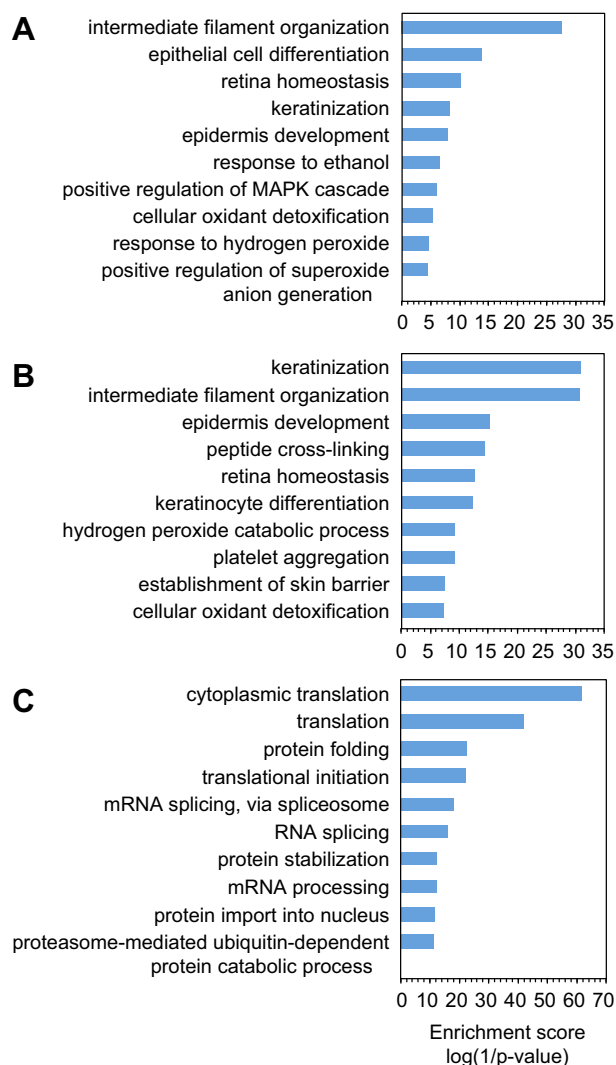 A
intermediate filament organization
epithelial cell differentiation
retina homeostasis
keratinization
epidermis development
response to ethanol
positive regulation of MAPK cascade
cellular oxidant detoxification
response to hydrogen peroxide
positive regulation of superoxide
anion generation
0 5 10 15 20 25 30 35
B
keratinization
intermediate filament organization
epidermis development
peptide cross-linking
retina homeostasis
keratinocyte differentiation
hydrogen peroxide catabolic process
platelet aggregation
establishment of skin barrier
cellular oxidant detoxification
0 5 10 15 20 25 30 35
C
cytoplasmic translation
translation
protein folding
translational initiation
mRNA splicing, via spliceosome
RNA splicing
protein stabilization
mRNA processing
protein import into nucleus
proteasome-mediated ubiquitin-dependent
protein catabolic process
0 10 20 30 40 50 60 70
Enrichment score
log(1/p-value)